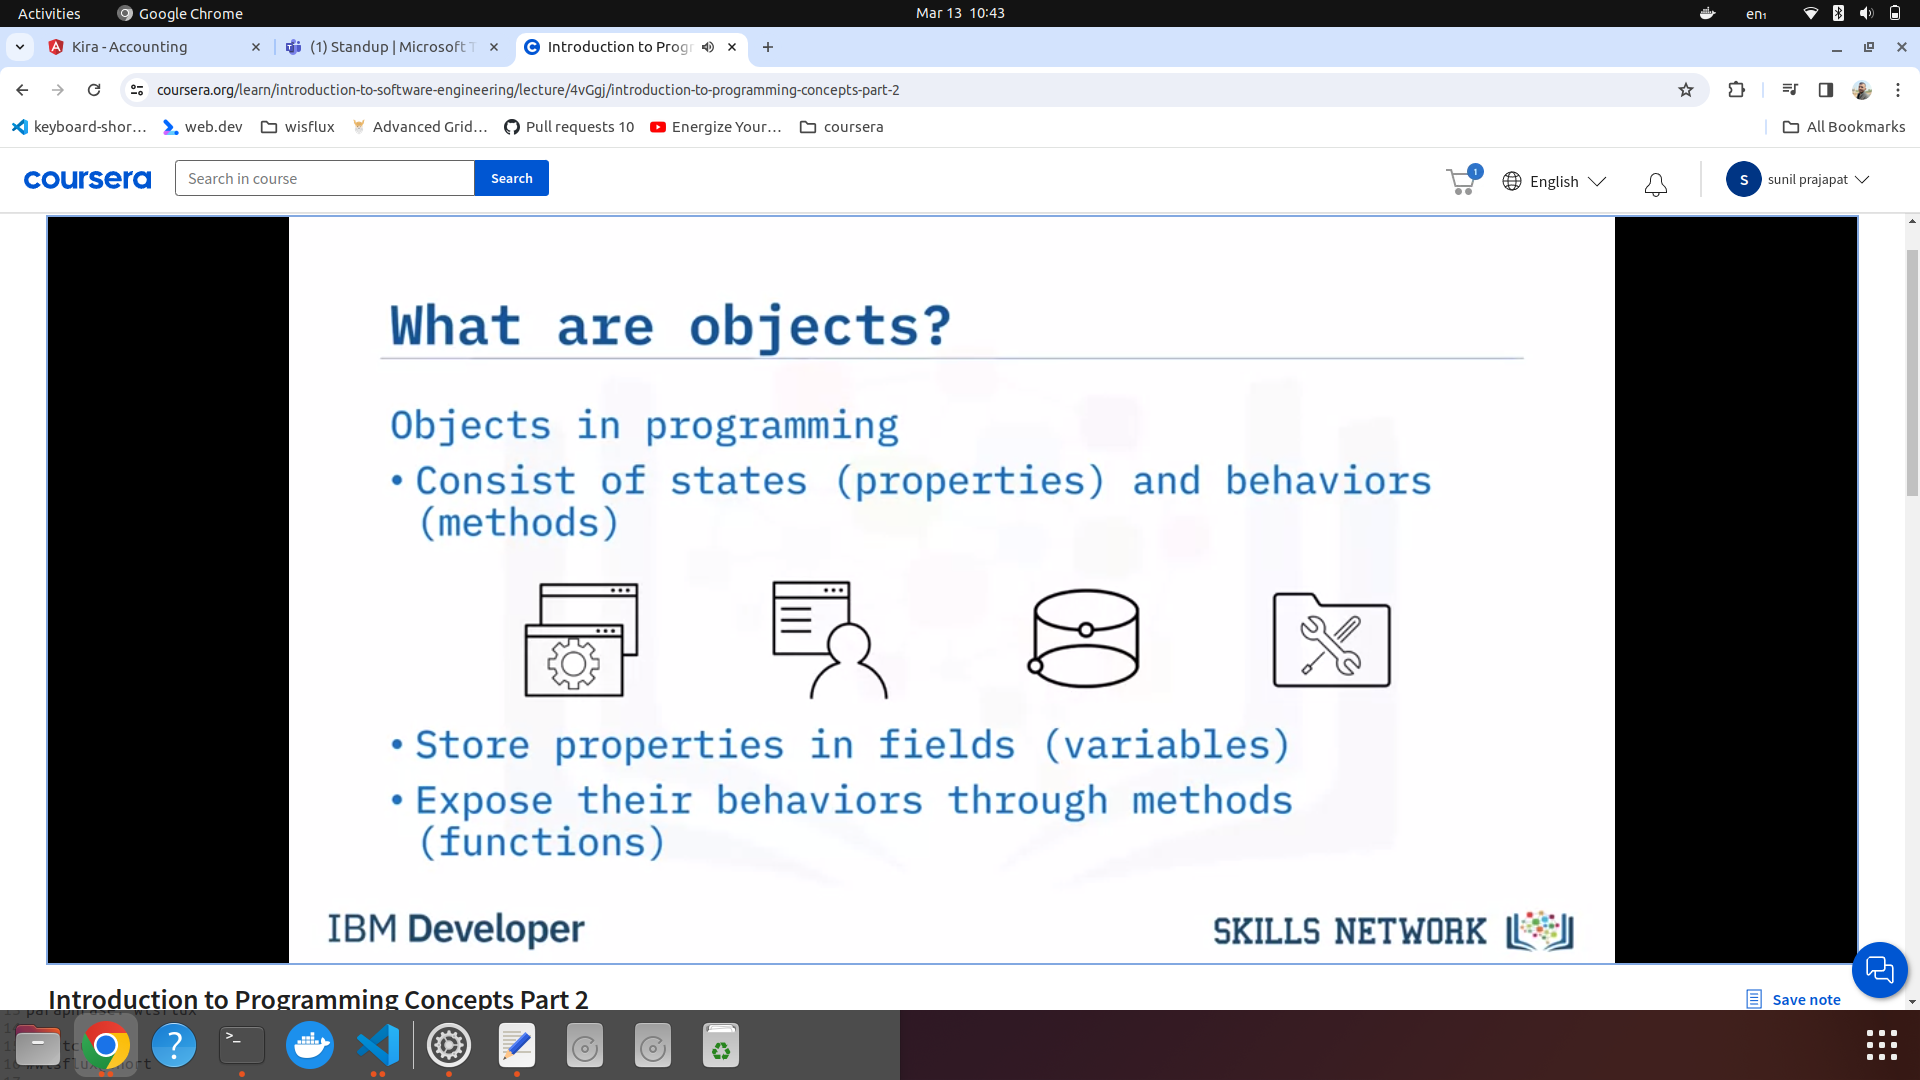 Activities
Google Chrome
Mar 13 10:43
en₁
Kira - Accounting
(1) Standup | Microsoft T
Introduction to Progr
coursera.org/learn/introduction-to-software-engineering/lecture/4vGgj/introduction-to-programming-concepts-part-2
keyboard-shor...
web.dev
wisflux
Advanced Grid...
Pull requests 10
Energize Your...
coursera
All Bookmarks
coursera
Search in course
Search
1
English
S
sunil prajapat
What are objects?
Objects in programming
• Consist of states (properties) and behaviors
(methods)
• Store properties in fields (variables)
• Expose their behaviors through methods
(functions)
IBM Developer
SKILLS NETWORK
Introduction to Programming Concepts Part 2
Save note